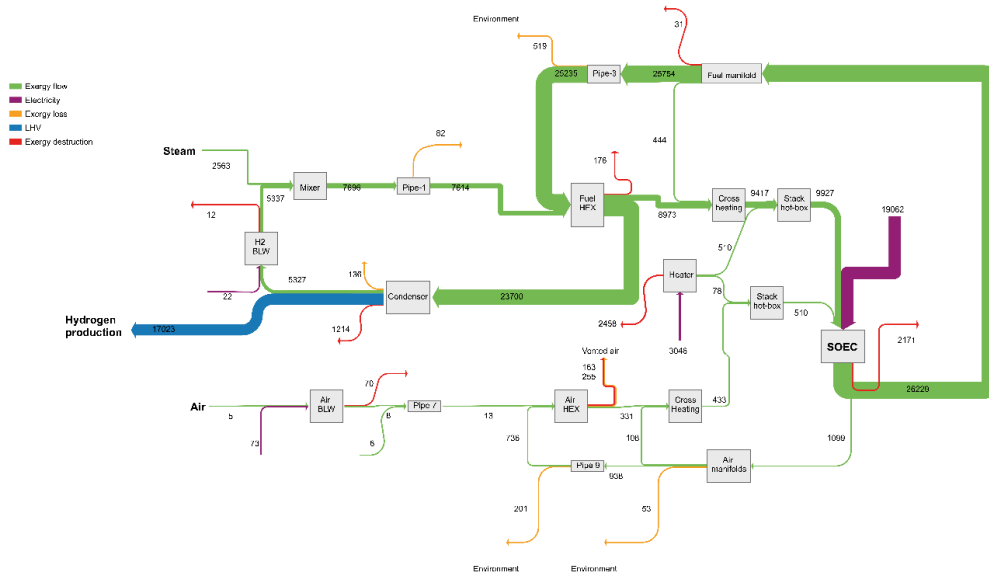 Environment
31
519
25235
Pipe-3
25754
Fuel manifold
Exergy flow
Electricity
Exergy loss
LHV
Exergy destruction
82
444
Steam
2563
176
5337
Mixer
7696
Pipe-1
7614
Fuel
HEX
8973
Cross
heating
9417
Stack
hot-box
9927
19062
12
H2
BLW
510
5327
136
Heater
78
22
Condenser
23700
Stack
hot-box
510
Hydrogen
production
17023
1214
2458
3046
SOEC
2171
Vented air
163
255
70
26229
Air
5
Air
BLW
8
Pipe 7
13
Air
HEX
331
Cross
Heating
433
73
736
106
1099
Pipe 9
938
Air
manifolds
201
53
Environment
Environment